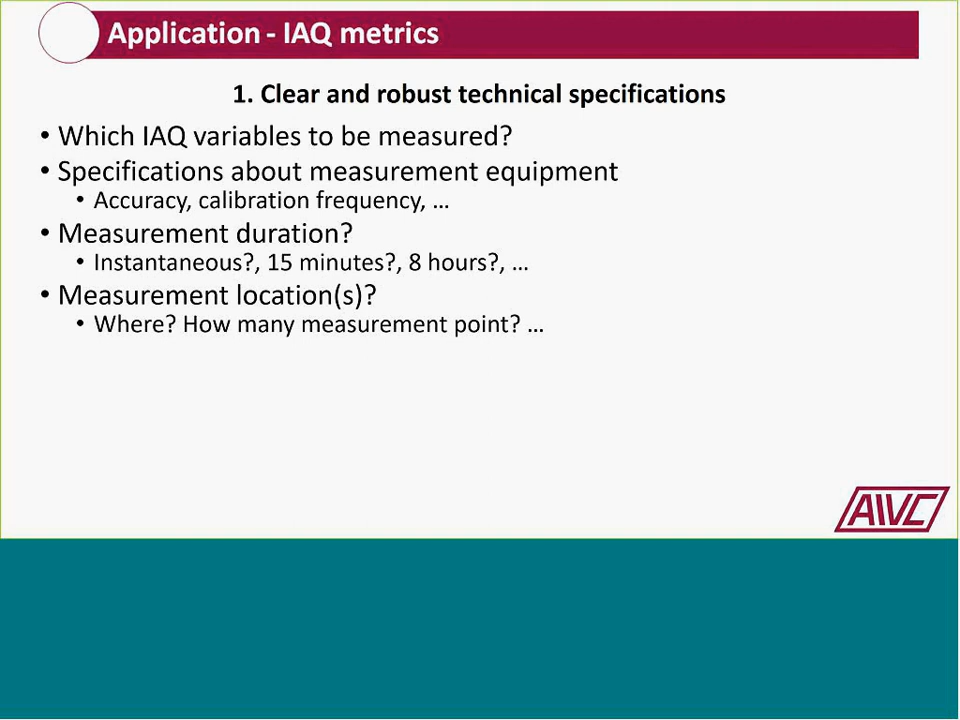 Application - IAQ metrics
1. Clear and robust technical specifications
• Which IAQ variables to be measured?
• Specifications about measurement equipment
• Accuracy, calibration frequency, ...
• Measurement duration?
• Instantaneous?, 15 minutes?, 8 hours?, ...
• Measurement location(s)?
• Where? How many measurement point? ...
AIVC